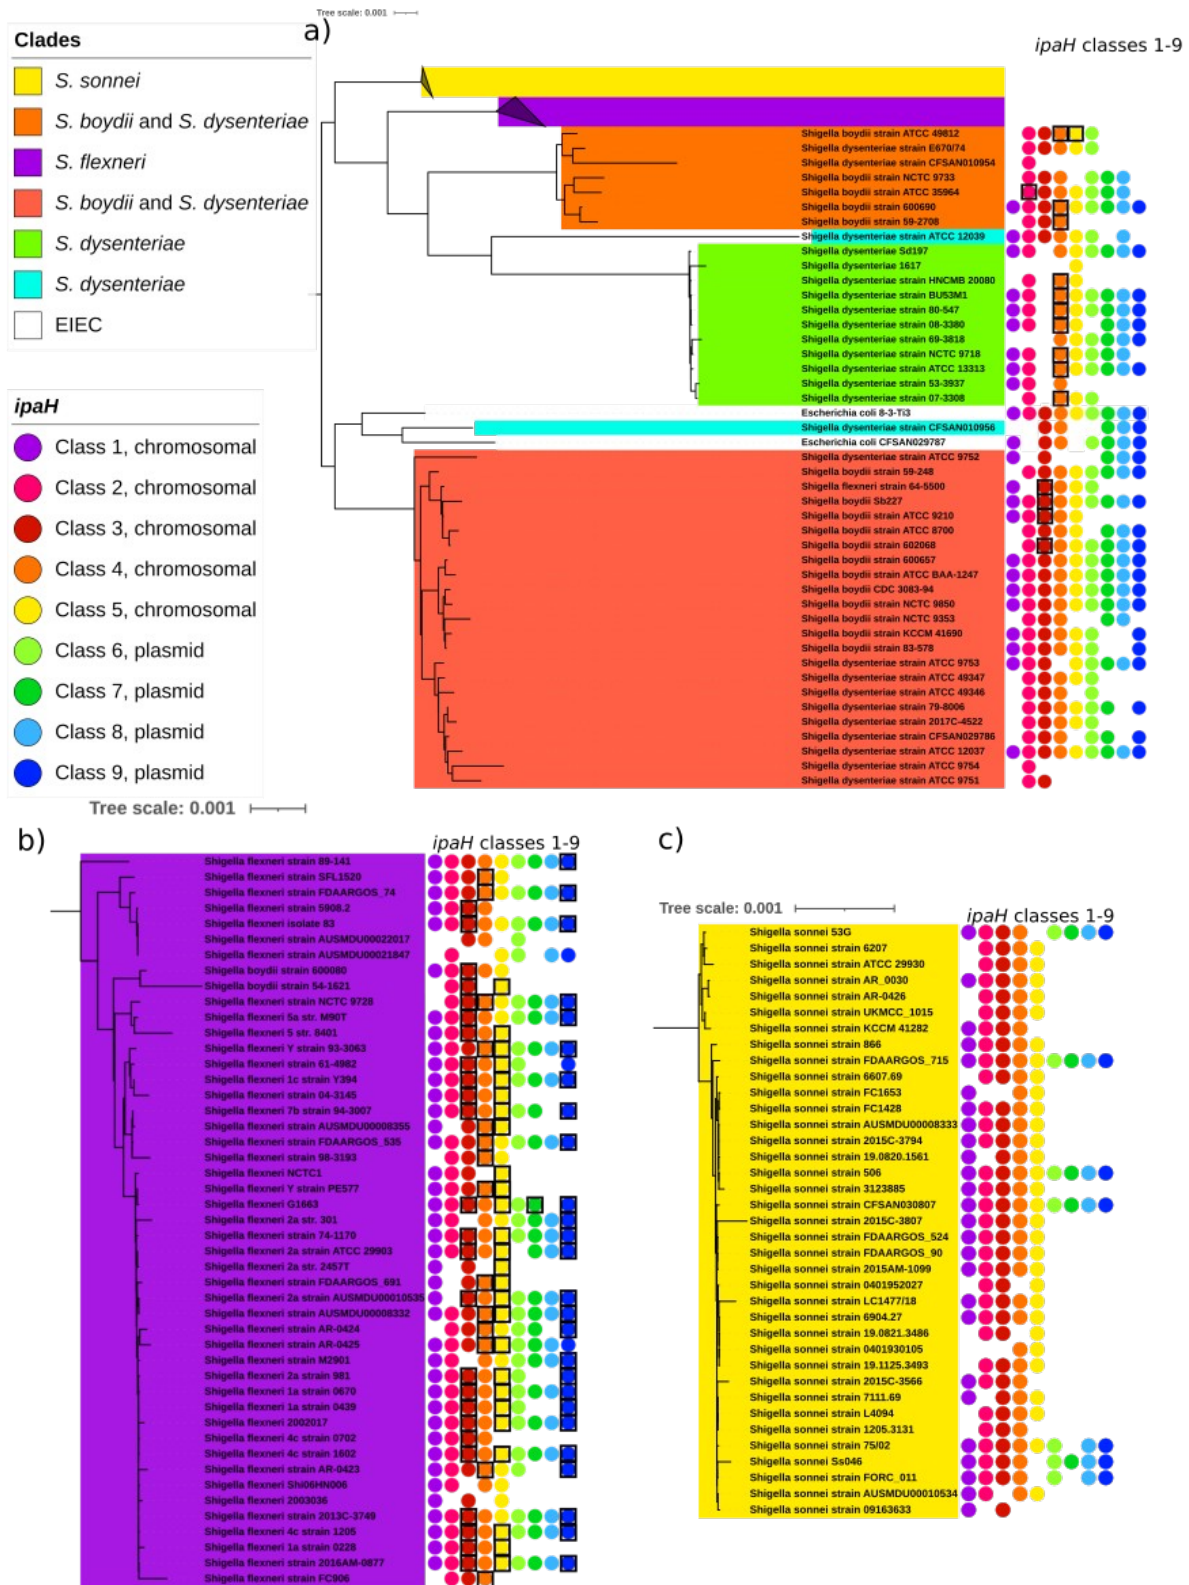 Tree scale: 0.001
a)
ipaH classes 1-9
Clades
S. sonnei
S. boydii and S. dysenteriae
S. flexneri
S. boydii and S. dysenteriae
S. dysenteriae
S. dysenteriae
EIEC
ipaH
Class 1, chromosomal
Class 2, chromosomal
Class 3, chromosomal
Class 4, chromosomal
Class 5, chromosomal
Class 6, plasmid
Class 7, plasmid
Class 8, plasmid
Class 9, plasmid
Shigella boydii strain ATCC 49812
Shigella dysenteriae strain E670/74
Shigella dysenteriae strain CFSAN010954
Shigella boydii strain NCTC 9733
Shigella boydii strain ATCC 35964
Shigella boydii strain 600690
Shigella boydii strain 59-2708
Shigella dysenteriae strain ATCC 12039
Shigella dysenteriae Sd197
Shigella dysenteriae 1617
Shigella dysenteriae strain HNCMB 20080
Shigella dysenteriae strain BU53M1
Shigella dysenteriae strain 80-547
Shigella dysenteriae strain 08-3380
Shigella dysenteriae strain 69-3818
Shigella dysenteriae strain NCTC 9718
Shigella dysenteriae strain ATCC 13313
Shigella dysenteriae strain 53-3937
Shigella dysenteriae strain 07-3308
Escherichia coli 8-3-Ti3
Shigella dysenteriae strain CFSAN010956
Escherichia coli CFSAN029787
Shigella dysenteriae strain ATCC 9752
Shigella boydii strain 59-248
Shigella flexneri strain 64-5500
Shigella boydii Sb227
Shigella boydii strain ATCC 9210
Shigella boydii strain ATCC 8700
Shigella boydii strain 602068
Shigella boydii strain 600657
Shigella boydii strain ATCC BAA-1247
Shigella boydii CDC 3083-94
Shigella boydii strain NCTC 9850
Shigella boydii strain NCTC 9353
Shigella boydii strain KCCM 41690
Shigella boydii strain 83-578
Shigella dysenteriae strain ATCC 9753
Shigella dysenteriae strain ATCC 49347
Shigella dysenteriae strain ATCC 49346
Shigella dysenteriae strain 79-8006
Shigella dysenteriae strain 2017C-4522
Shigella dysenteriae strain CFSAN029786
Shigella dysenteriae strain ATCC 12037
Shigella dysenteriae strain ATCC 9754
Shigella dysenteriae strain ATCC 9751
Tree scale: 0.001
b)
ipaH classes 1-9
Shigella flexneri strain 89-141
Shigella flexneri strain SFL1520
Shigella flexneri strain FDAARGOS_74
Shigella flexneri strain 5908.2
Shigella flexneri isolate 83
Shigella flexneri strain AUSMDU00022017
Shigella flexneri strain AUSMDU00021847
Shigella boydii strain 600080
Shigella boydii strain 54-1621
Shigella flexneri strain NCTC 9728
Shigella flexneri 5a str. M90T
Shigella flexneri 5 str. 8401
Shigella flexneri Y strain 93-3063
Shigella flexneri strain 61-4982
Shigella flexneri 1c strain Y394
Shigella flexneri strain 04-3145
Shigella flexneri 7b strain 94-3007
Shigella flexneri strain AUSMDU00008355
Shigella flexneri strain FDAARGOS_535
Shigella flexneri strain 98-3193
Shigella flexneri NCTC1
Shigella flexneri Y strain PE577
Shigella flexneri G1663
Shigella flexneri 2a str. 301
Shigella flexneri strain 74-1170
Shigella flexneri 2a strain ATCC 29903
Shigella flexneri 2a str. 2457T
Shigella flexneri strain FDAARGOS_691
Shigella flexneri 2a strain AUSMDU00010535
Shigella flexneri strain AUSMDU00008332
Shigella flexneri strain AR-0424
Shigella flexneri strain AR-0425
Shigella flexneri strain M2901
Shigella flexneri 2a strain 981
Shigella flexneri 1a strain 0670
Shigella flexneri 1a strain 0439
Shigella flexneri 2002017
Shigella flexneri 4c strain 0702
Shigella flexneri 4c strain 1602
Shigella flexneri strain AR-0423
Shigella flexneri Shi06HN006
Shigella flexneri 2003036
Shigella flexneri strain 2013C-3749
Shigella flexneri 4c strain 1205
Shigella flexneri 1a strain 0228
Shigella flexneri strain 2016AM-0877
Shigella flexneri strain FC906
c)
Tree scale: 0.001
ipaH classes 1-9
Shigella sonnei 53G
Shigella sonnei strain 6207
Shigella sonnei strain ATCC 29930
Shigella sonnei strain AR_0030
Shigella sonnei strain AR-0426
Shigella sonnei strain UKMCC_1015
Shigella sonnei strain KCCM 41282
Shigella sonnei strain 866
Shigella sonnei strain FDAARGOS_715
Shigella sonnei strain 6607.69
Shigella sonnei strain FC1653
Shigella sonnei strain FC1428
Shigella sonnei strain AUSMDU00008333
Shigella sonnei strain 2015C-3794
Shigella sonnei strain 19.0820.1561
Shigella sonnei strain 506
Shigella sonnei strain 3123885
Shigella sonnei strain CFSAN030807
Shigella sonnei strain 2015C-3807
Shigella sonnei strain FDAARGOS_524
Shigella sonnei strain FDAARGOS_90
Shigella sonnei strain 2015AM-1099
Shigella sonnei strain 0401952027
Shigella sonnei strain LC1477/18
Shigella sonnei strain 6904.27
Shigella sonnei strain 19.0821.3486
Shigella sonnei strain 0401930105
Shigella sonnei strain 19.1125.3493
Shigella sonnei strain 2015C-3566
Shigella sonnei strain 7111.69
Shigella sonnei strain L4094
Shigella sonnei strain 1205.3131
Shigella sonnei strain 75/02
Shigella sonnei Ss046
Shigella sonnei strain FORC_011
Shigella sonnei strain AUSMDU00010534
Shigella sonnei strain 09163633